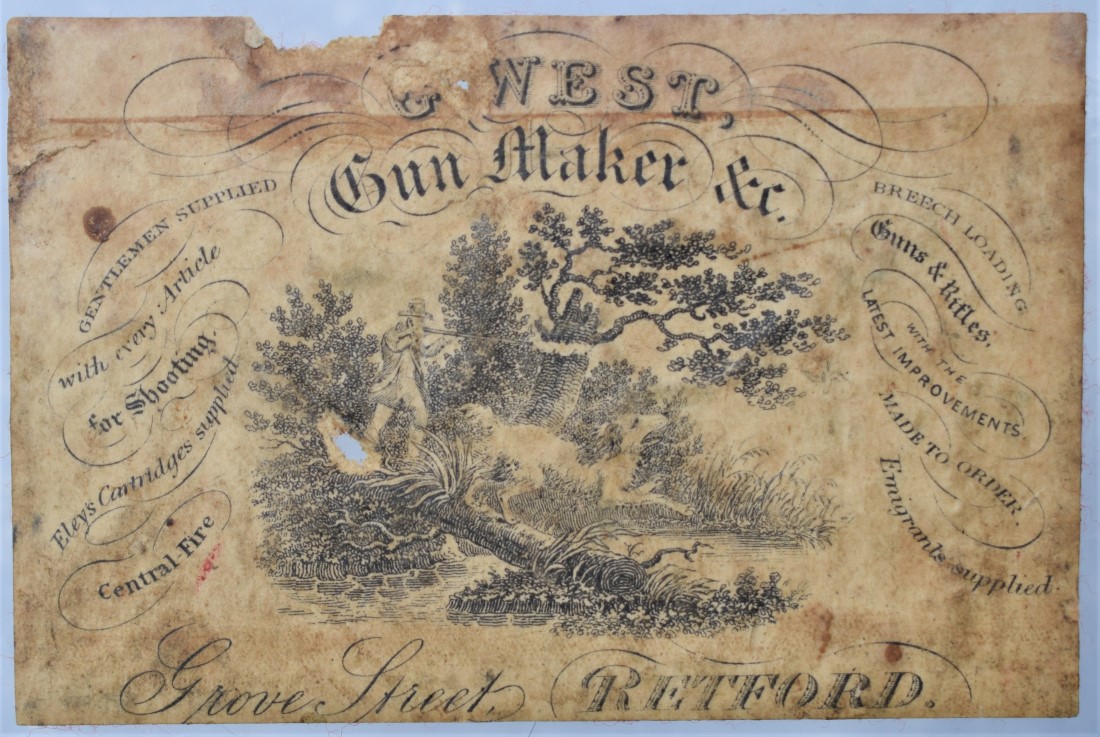 G WEST,
Gun Maker &c.
GENTLEMEN SUPPLIED
with every Article
for Shooting.
Eley's Cartridges supplied
Central-Fire
BREECH LOADING
Guns & Rifles,
WITH THE
LATEST IMPROVEMENTS.
MADE TO ORDER.
Emigrants supplied.
Grove Street,
RETFORD.